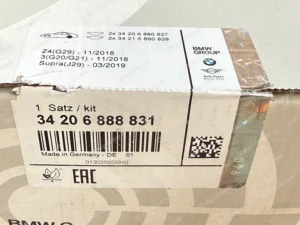 2x 34 20 6 880 827
2x 34 21 6 880 828
BMW
GROUP
Z4(G29) - 11/2018
3(G20/G21) - 11/2018
Supra(J29) - 03/2019
1 Satz / kit
34 20 6 888 831
Made in Germany - DE 01
EAC
BMW